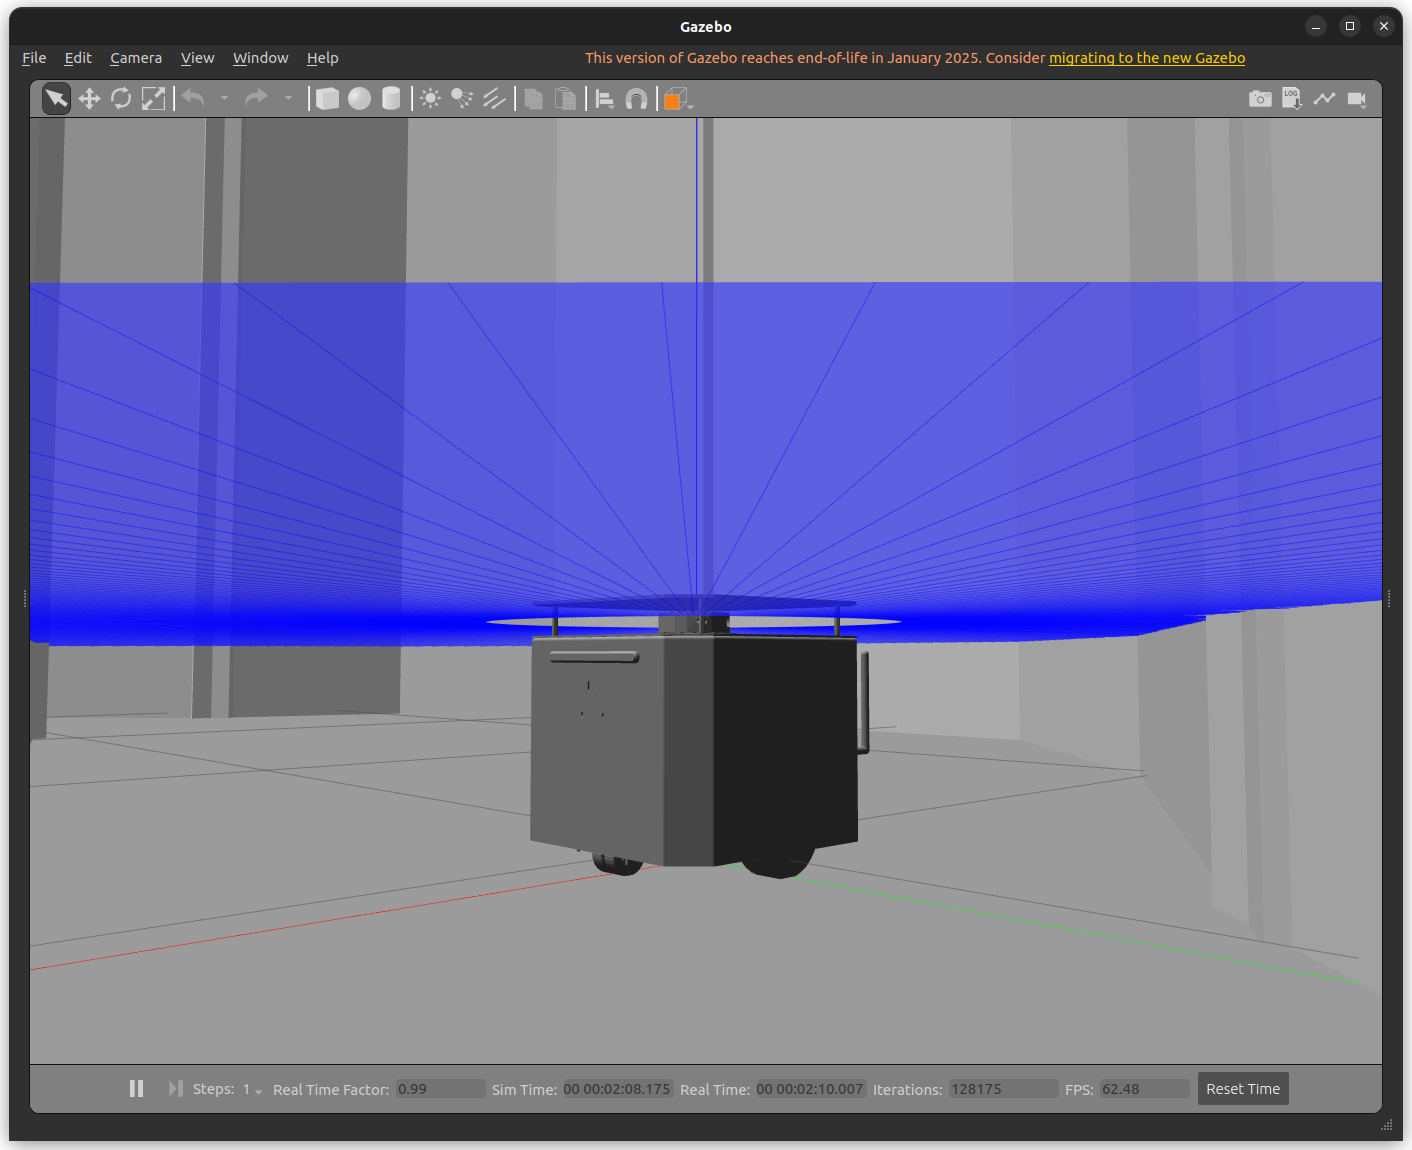 Gazebo
File Edit Camera View Window Help This version of Gazebo reaches end-of-life in January 2025. Consider migrating to the new Gazebo
LOG
Steps: 1 Real Time Factor: 0.99 Sim Time: 00 00:02:08.175 Real Time: 00 00:02:10.007 Iterations: 128175 FPS: 62.48 Reset Time